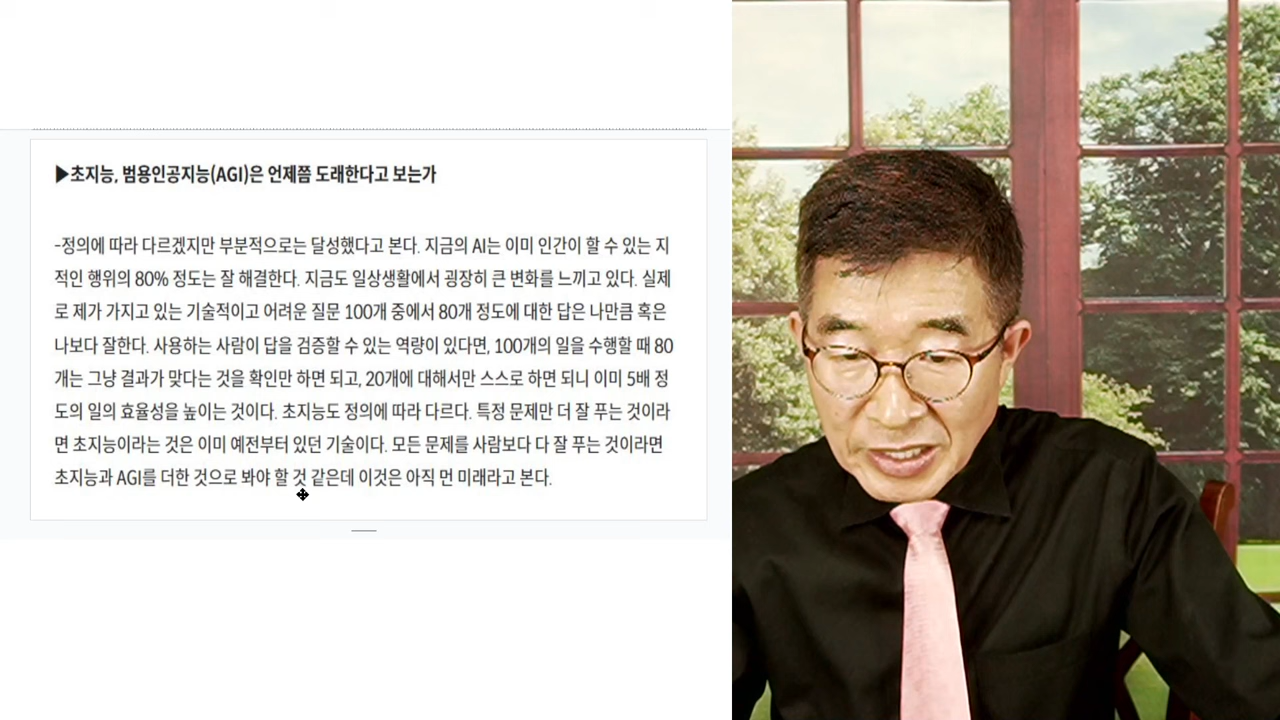 ▶초지능, 범용인공지능(AGI)은 언제쯤 도래한다고 보는가
-정의에 따라 다르겠지만 부분적으로는 달성했다고 본다. 지금의 AI는 이미 인간이 할 수 있는 지
적인 행위의 80% 정도는 잘 해결한다. 지금도 일상생활에서 굉장히 큰 변화를 느끼고 있다. 실제
로 제가 가지고 있는 기술적이고 어려운 질문 100개 중에서 80개 정도에 대한 답은 나만큼 혹은
나보다 잘한다. 사용하는 사람이 답을 검증할 수 있는 역량이 있다면, 100개의 일을 수행할 때 80
개는 그냥 결과가 맞다는 것을 확인만 하면 되고, 20개에 대해서만 스스로 하면 되니 이미 5배 정
도의 일의 효율성을 높이는 것이다. 초지능도 정의에 따라 다르다. 특정 문제만 더 잘 푸는 것이라
면 초지능이라는 것은 이미 예전부터 있던 기술이다. 모든 문제를 사람보다 다 잘 푸는 것이라면
초지능과 AGI를 더한 것으로 봐야 할 것 같은데 이것은 아직 먼 미래라고 본다.